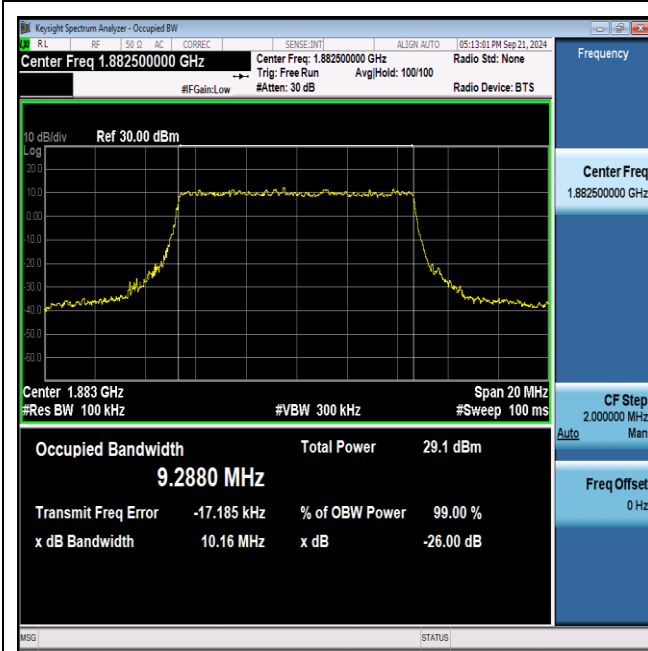 Keysight Spectrum Analyzer - Occupied BW
RL RF 50 Ω AC CORREC SENSE:INT ALIGN AUTO 05:13:01 PM Sep 21, 2024
Center Freq 1.882500000 GHz
Center Freq: 1.882500000 GHz
Radio Std: None
Trig: Free Run Avg|Hold: 100/100
#IFGain:Low
#Atten: 30 dB
Radio Device: BTS
10 dB/div Ref 30.00 dBm
Log
20.0
10.0
0.00
-10.0
-20.0
-30.0
-40.0
-50.0
-60.0
Center 1.883 GHz Span 20 MHz
#Res BW 100 kHz #VBW 300 kHz #Sweep 100 ms
Occupied Bandwidth Total Power 29.1 dBm
9.2880 MHz
Transmit Freq Error -17.185 kHz % of OBW Power 99.00 %
x dB Bandwidth 10.16 MHz x dB -26.00 dB
MSG STATUS
Frequency
Center Freq
1.882500000 GHz
CF Step
2.000000 MHz
Auto Man
Freq Offset
0 Hz